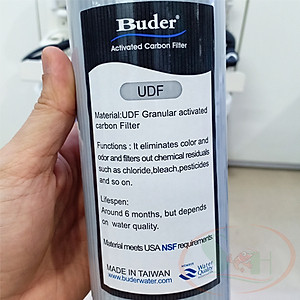 Buder®
Activated Carbon Filter
UDF
Material:UDF Granular activated
carbon Filter
Functions : It eliminates color and
odor and filters out chemical residuals
such as chloride,bleach,pesticides
and so on.
Lifespen:
Around 6 months, but depends
on water quality.
Material meets USA NSF requirements.
MADE IN TAIWAN
www.buderwater.com
Water
Quality